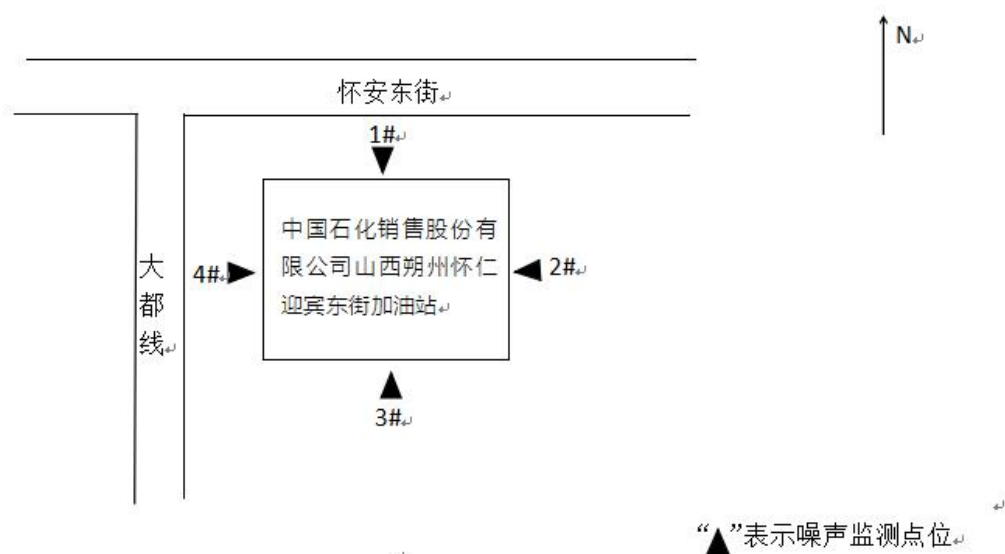 N
怀安东街
1#
中国石化销售股份有
限公司山西朔州怀仁
迎宾东街加油站
大
都
线
4#
2#
3#
“▲”表示噪声监测点位